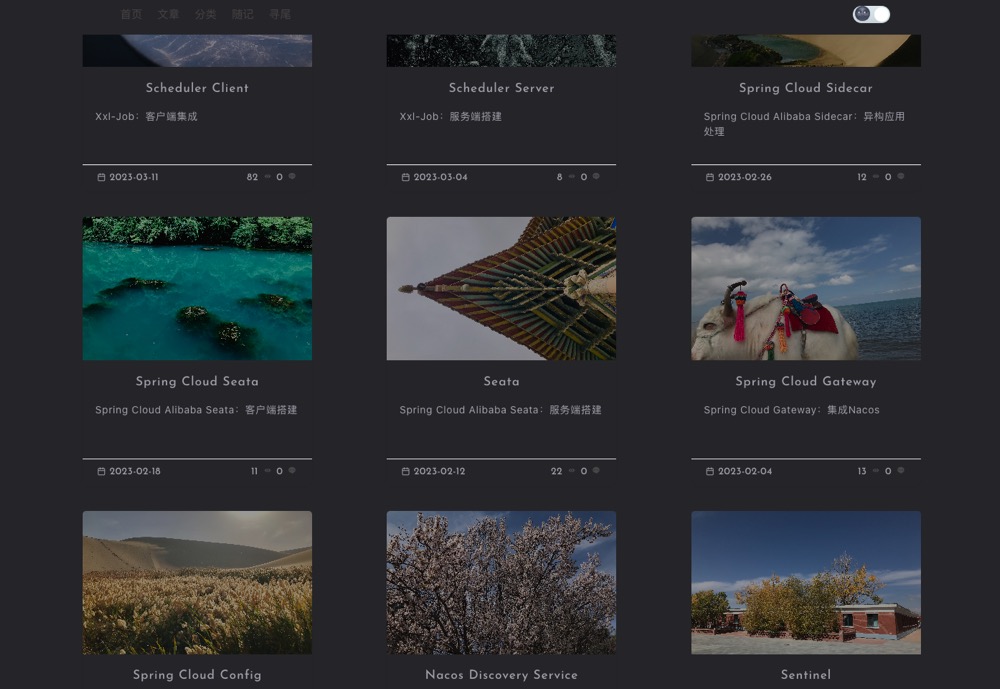 首页 文章 分类 随记 寻尾
Scheduler Client
Scheduler Server
Spring Cloud Sidecar
Xxl-Job：客户端集成
Xxl-Job：服务端搭建
Spring Cloud Alibaba Sidecar：异构应用
处理
2023-03-11 82 0
2023-03-04 8 0
2023-02-26 12 0
Spring Cloud Seata
Seata
Spring Cloud Gateway
Spring Cloud Alibaba Seata：客户端搭建
Spring Cloud Alibaba Seata：服务端搭建
Spring Cloud Gateway：集成Nacos
2023-02-18 11 0
2023-02-12 22 0
2023-02-04 13 0
Spring Cloud Config
Nacos Discovery Service
Sentinel